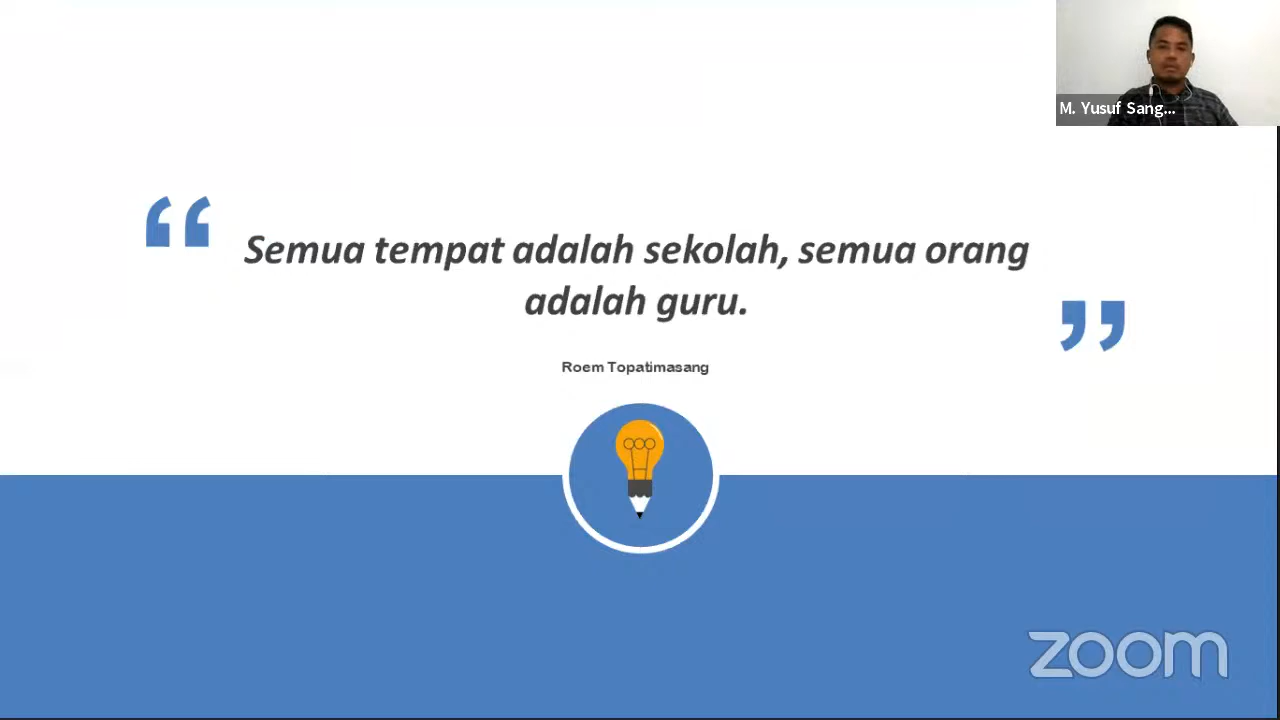 M. Yusuf Sang...
“ Semua tempat adalah sekolah, semua orang
adalah guru. ”
Roem Topatimasang
zoom